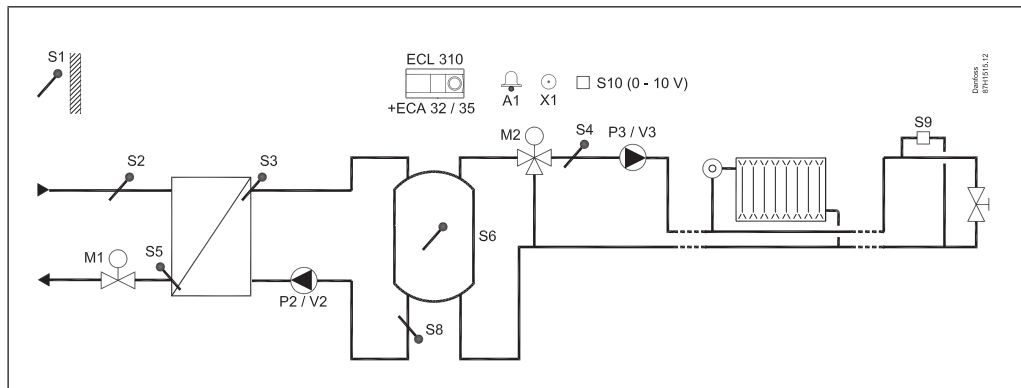 S1
ECL 310
+ECA 32 / 35
A1
X1
S10 (0 - 10 V)
Danfoss
87H1515.12
S2
S3
M2
S4
P3 / V3
S9
S6
M1
S5
P2 / V2
S8